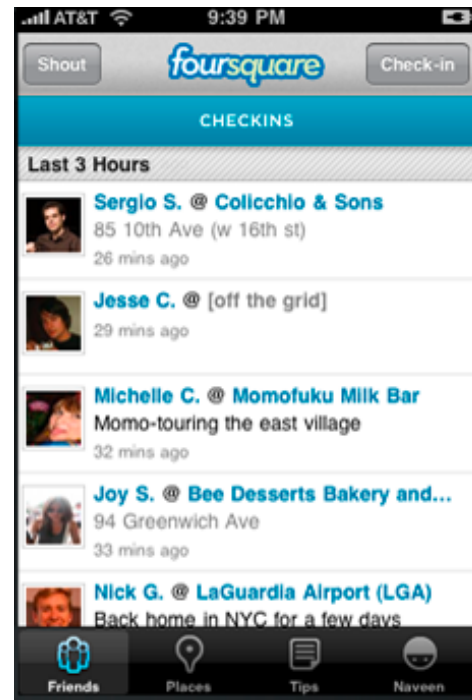 AT&T 9:39 PM
Shout foursquare Check-in
CHECKINS
Last 3 Hours
Sergio S. @ Colicchio & Sons
85 10th Ave (w 16th st)
26 mins ago
Jesse C. @ [off the grid]
29 mins ago
Michelle C. @ Momofuku Milk Bar
Momo-touring the east village
32 mins ago
Joy S. @ Bee Desserts Bakery and...
94 Greenwich Ave
33 mins ago
Nick G. @ LaGuardia Airport (LGA)
Back home in NYC for a few days
Friends Places Tips Naveen